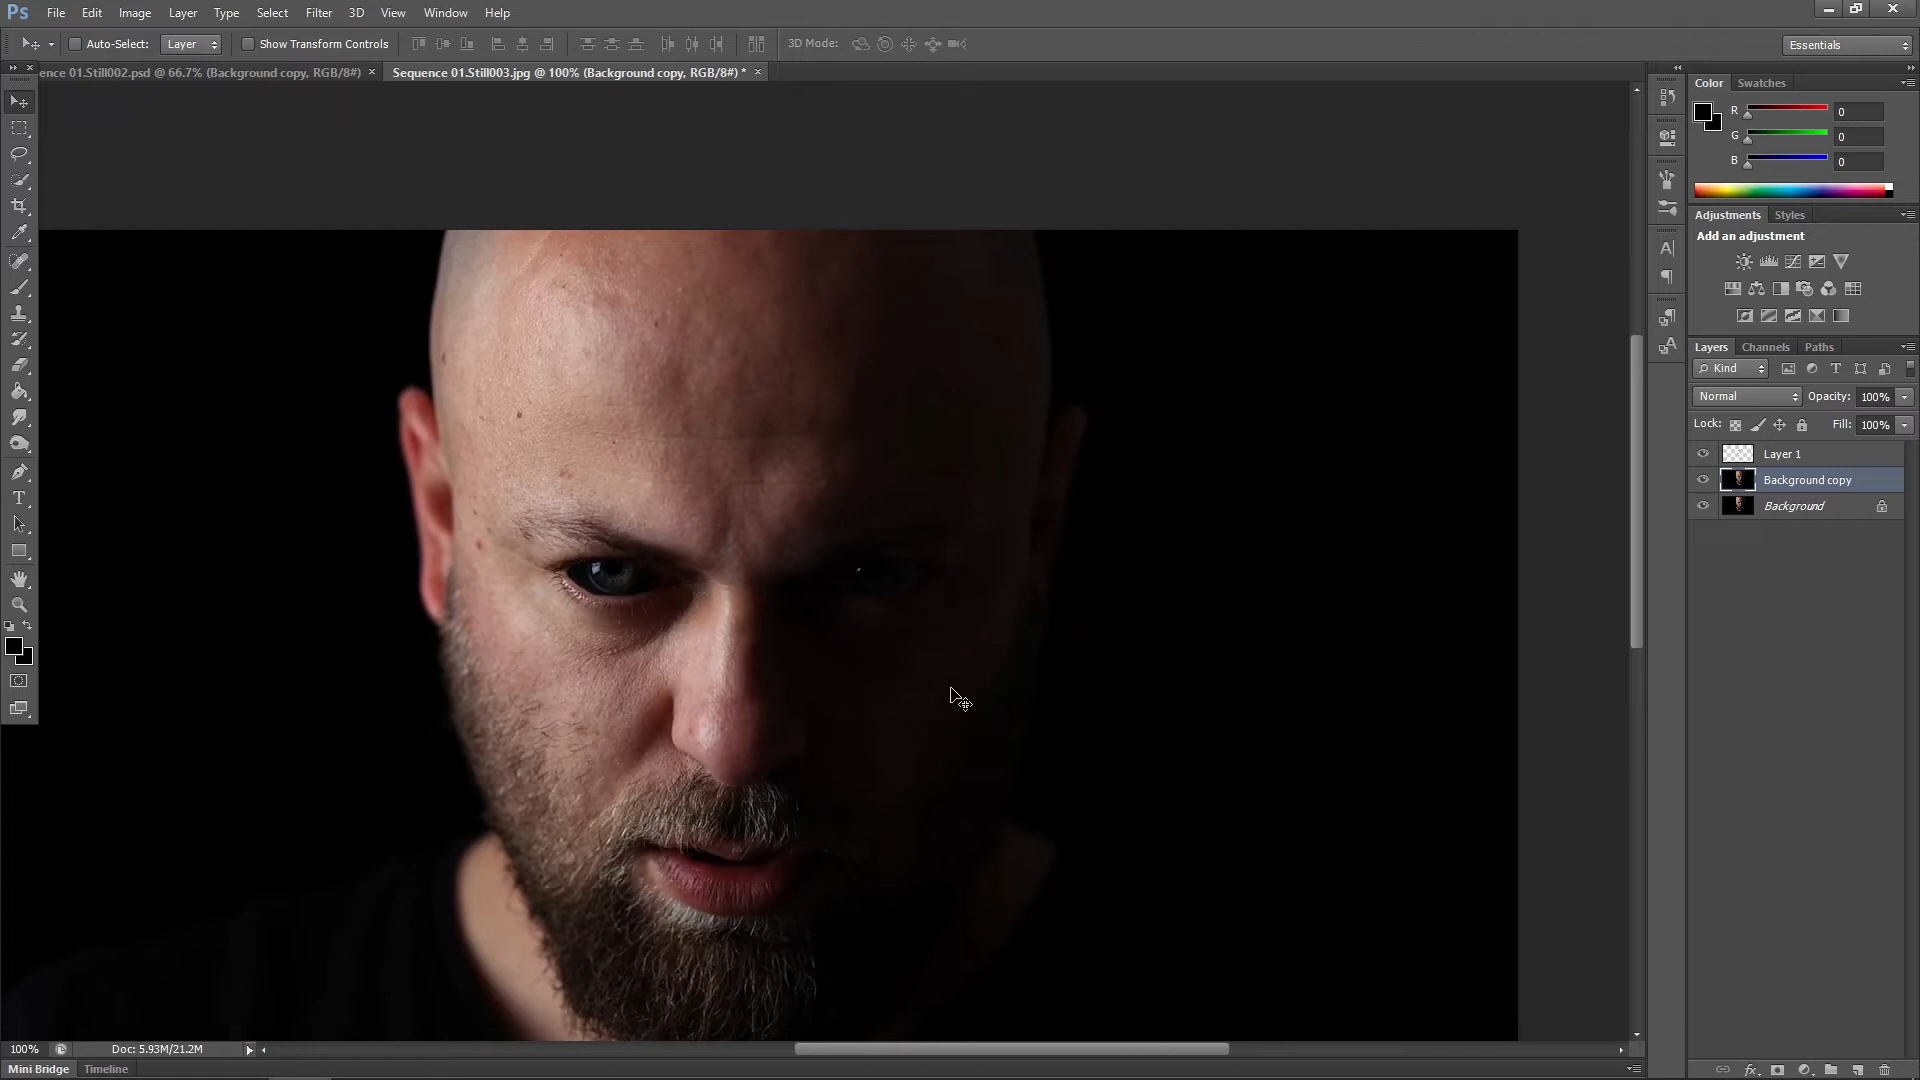 Ps File Edit Image Layer Type Select Filter 3D View Window Help
Auto-Select: Layer Show Transform Controls 3D Mode: Essentials
ence 01.Still002.psd @ 66.7% (Background copy, RGB/8#) × Sequence 01.Still003.jpg @ 100% (Background copy, RGB/8#) * ×
Color Swatches
R 0
G 0
B 0
Adjustments Styles
Add an adjustment
Layers Channels Paths
Kind
Normal Opacity: 100%
Lock: Fill: 100%
Layer 1
Background copy
Background
100% Doc: 5.93M/21.2M
Mini Bridge Timeline